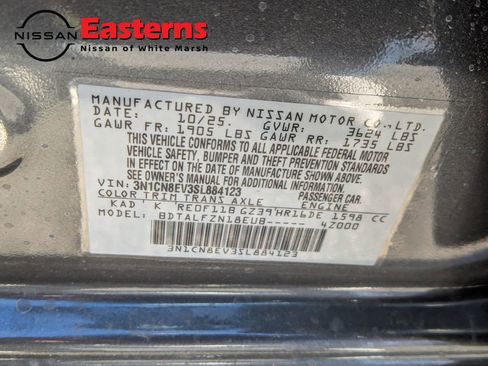 NISSAN
Easterns
Nissan of White Marsh
MANUFACTURED BY NISSAN MOTOR CO., LTD.
DATE: 10/25. GVWR: 3624 LBS
GAWR FR: 1905 LBS GAWR RR: 1735 LBS
THIS VEHICLE CONFORMS TO ALL APPLICABLE FEDERAL MOTOR
VEHICLE SAFETY, BUMPER AND THEFT PREVENTION STANDARDS
IN EFFECT ON THE DATE OF MANUFACTURE SHOWN ABOVE.
SEE OWNER'S MANUAL FOR FURTHER INFORMATION
VIN: 3N1CN8EV3SL884123 PASSENGER CAR.
COLOR TRIM TRANS AXLE ENGINE
KAD K RE0F11B GZ39 HR16DE 1598 CC
MODEL: BDTALFZN18EUB----- 4Z000
3N1CN8EV3SL884123